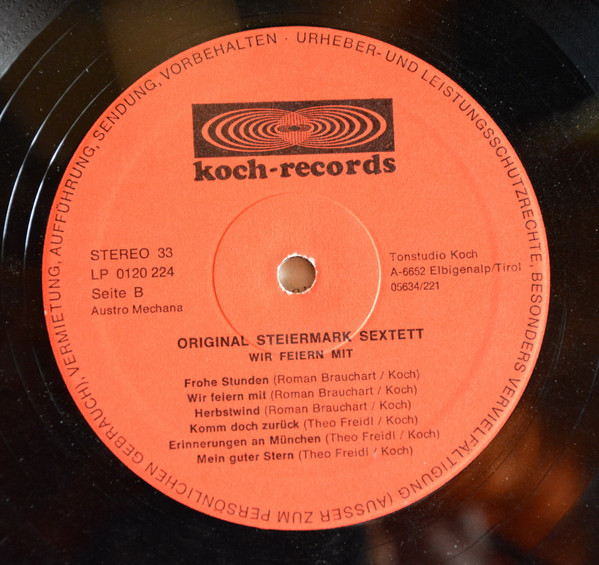 URHEBER- UND LEISTUNGSSCHUTZRECHTE, BESONDERS VERVIELFÄLTIGUNG (AUSSER ZUM PERSÖNLICHEN GEBRAUCH), VERMIETUNG, AUFFÜHRUNG, SENDUNG, VORBEHALTEN ·
koch-records
STEREO 33
LP 0120 224
Seite B
Austro Mechana
Tonstudio Koch
A-6652 Elbigenalp/Tirol
05634/221
ORIGINAL STEIERMARK SEXTETT
WIR FEIERN MIT
Frohe Stunden (Roman Brauchart / Koch)
Wir feiern mit (Roman Brauchart / Koch)
Herbstwind (Roman Brauchart / Koch)
Komm doch zurück (Theo Freidl / Koch)
Erinnerungen an München (Theo Freidl / Koch)
Mein guter Stern (Theo Freidl / Koch)